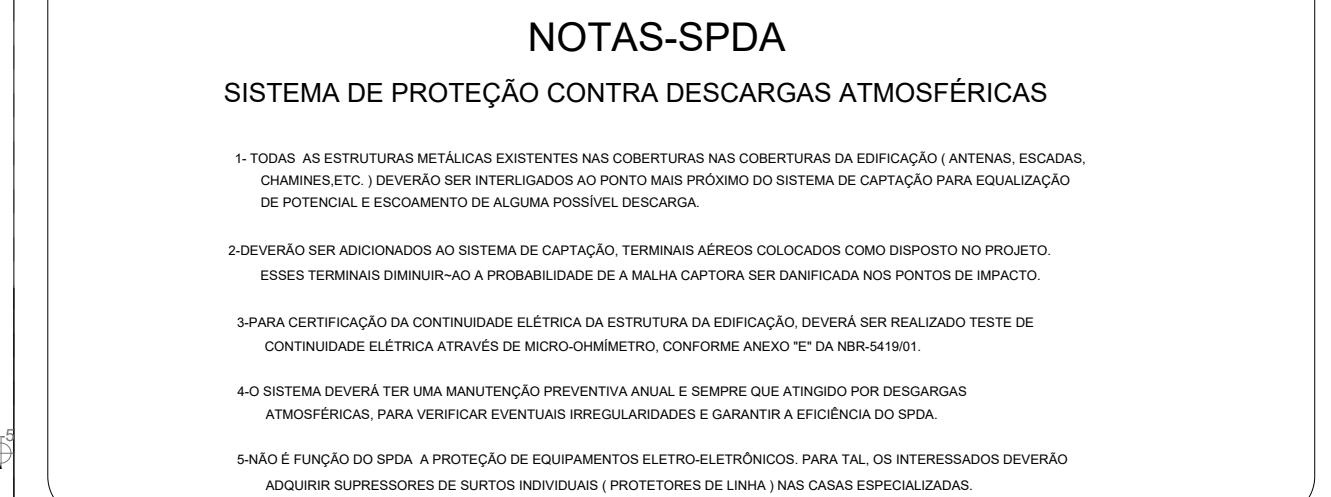 NOTAS-SPDA
SISTEMA DE PROTEÇÃO CONTRA DESCARGAS ATMOSFÉRICAS
1- TODAS AS ESTRUTURAS METÁLICAS EXISTENTES NAS COBERTURAS NAS COBERTURAS DA EDIFICAÇÃO ( ANTENAS, ESCADAS,
CHAMINES,ETC. ) DEVERÃO SER INTERLIGADOS AO PONTO MAIS PRÓXIMO DO SISTEMA DE CAPTAÇÃO PARA EQUALIZAÇÃO
DE POTENCIAL E ESCOAMENTO DE ALGUMA POSSÍVEL DESCARGA.
2-DEVERÃO SER ADICIONADOS AO SISTEMA DE CAPTAÇÃO, TERMINAIS AÉREOS COLOCADOS COMO DISPOSTO NO PROJETO.
ESSES TERMINAIS DIMINUIR~AO A PROBABILIDADE DE A MALHA CAPTORA SER DANIFICADA NOS PONTOS DE IMPACTO.
3-PARA CERTIFICAÇÃO DA CONTINUIDADE ELÉTRICA DA ESTRUTURA DA EDIFICAÇÃO, DEVERÁ SER REALIZADO TESTE DE
CONTINUIDADE ELÉTRICA ATRAVÉS DE MICRO-OHMÍMETRO, CONFORME ANEXO "E" DA NBR-5419/01.
4-O SISTEMA DEVERÁ TER UMA MANUTENÇÃO PREVENTIVA ANUAL E SEMPRE QUE ATINGIDO POR DESGARGAS
ATMOSFÉRICAS, PARA VERIFICAR EVENTUAIS IRREGULARIDADES E GARANTIR A EFICIÊNCIA DO SPDA.
5-NÃO É FUNÇÃO DO SPDA A PROTEÇÃO DE EQUIPAMENTOS ELETRO-ELETRÔNICOS. PARA TAL, OS INTERESSADOS DEVERÃO
ADQUIRIR SUPRESSORES DE SURTOS INDIVIDUAIS ( PROTETORES DE LINHA ) NAS CASAS ESPECIALIZADAS.